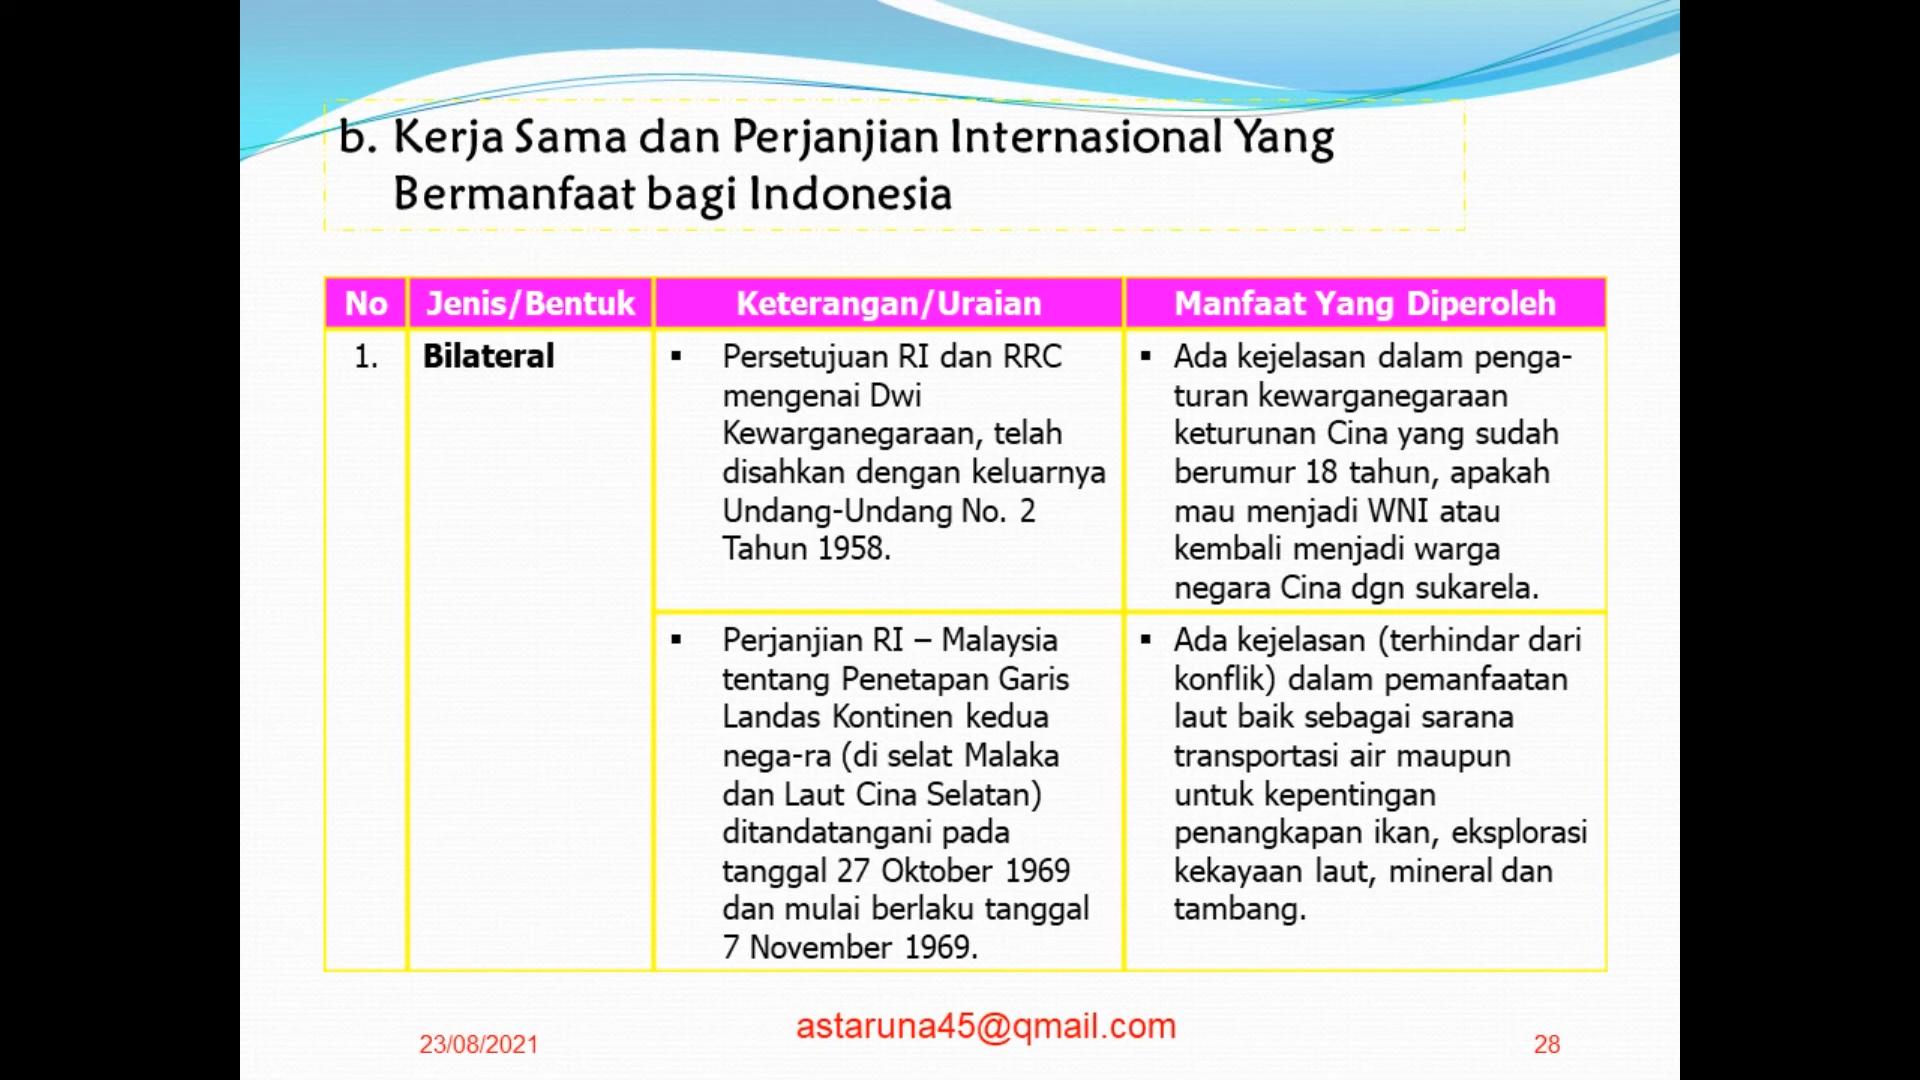 b. Kerja Sama dan Perjanjian Internasional Yang
Bermanfaat bagi Indonesia
No
Jenis/Bentuk
Keterangan/Uraian
Manfaat Yang Diperoleh
1.
Bilateral
▪ Persetujuan RI dan RRC
mengenai Dwi
Kewarganegaraan, telah
disahkan dengan keluarnya
Undang-Undang No. 2
Tahun 1958.
▪ Ada kejelasan dalam penga-
turan kewarganegaraan
keturunan Cina yang sudah
berumur 18 tahun, apakah
mau menjadi WNI atau
kembali menjadi warga
negara Cina dgn sukarela.
▪ Perjanjian RI – Malaysia
tentang Penetapan Garis
Landas Kontinen kedua
nega-ra (di selat Malaka
dan Laut Cina Selatan)
ditandatangani pada
tanggal 27 Oktober 1969
dan mulai berlaku tanggal
7 November 1969.
▪ Ada kejelasan (terhindar dari
konflik) dalam pemanfaatan
laut baik sebagai sarana
transportasi air maupun
untuk kepentingan
penangkapan ikan, eksplorasi
kekayaan laut, mineral dan
tambang.
23/08/2021
astaruna45@qmail.com
28